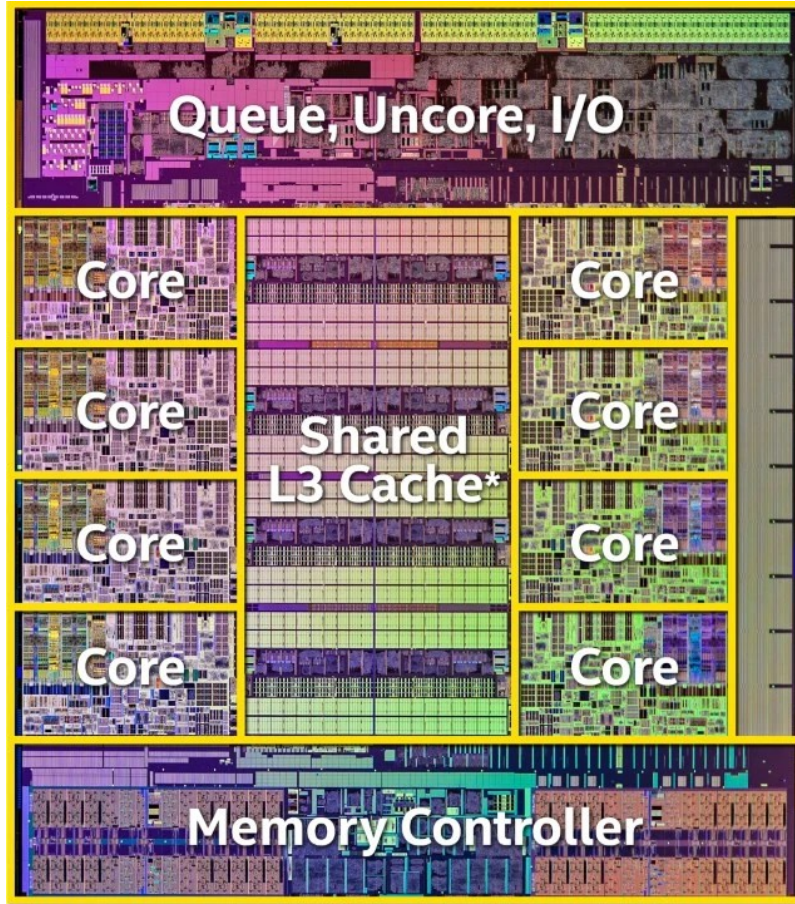 Queue, Uncore, I/O
Core
Core
Core
Core
Shared
L3 Cache*
Core
Core
Core
Core
Memory Controller